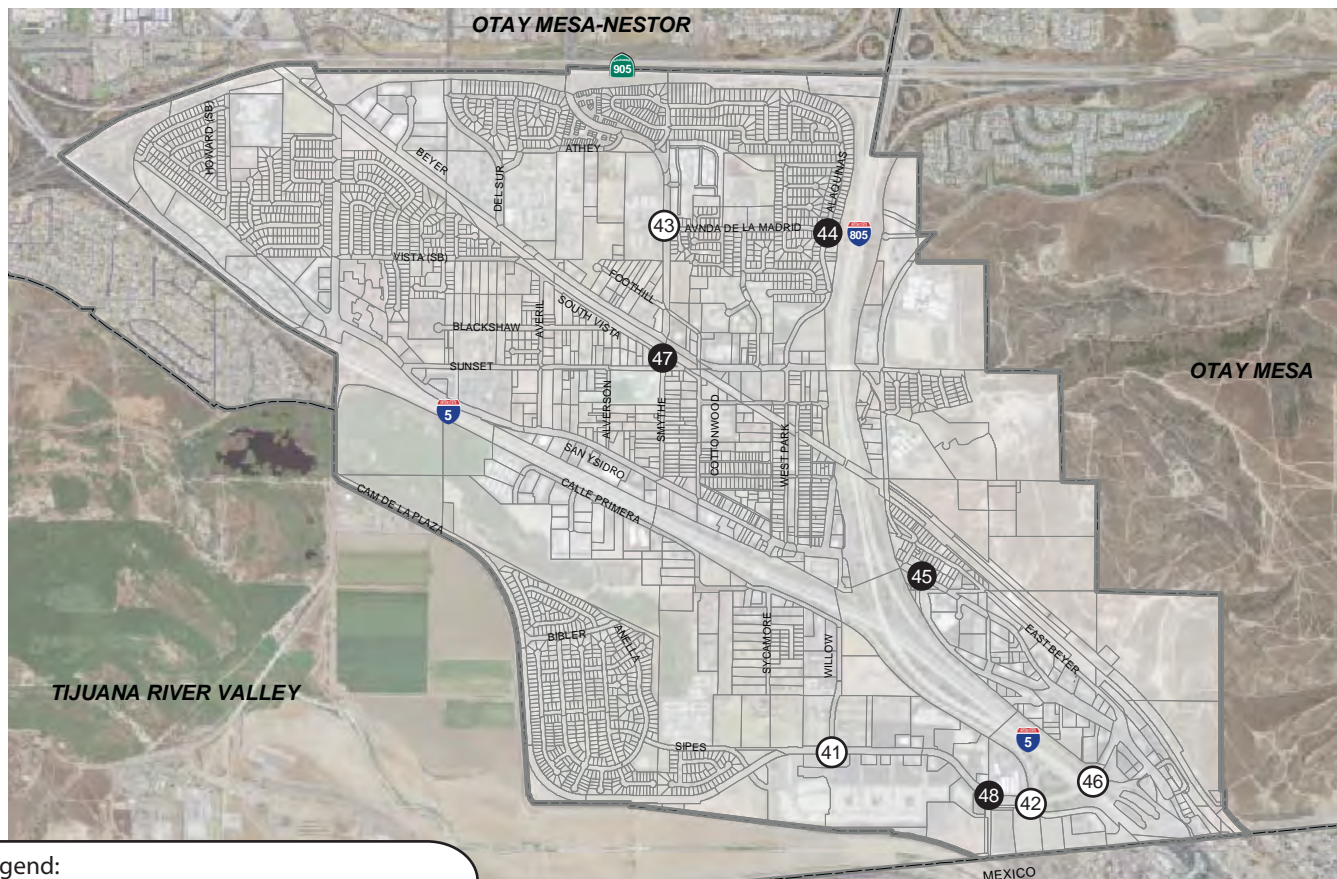 OTAY MESA-NESTOR
905
HOWARD (SB)
BEYER
DEL SUR
ATHEY
ALAQUINAS
43
AVNDA DE LA MADRID
44
805
VISTA (SB)
FOOTHILL
AVERIL
SOUTH VISTA
BLACKSHAW
47
SUNSET
OTAY MESA
5
ALVERSON
SMYTHE
COTTONWOOD
WEST PARK
SAN YSIDRO
CALLE PRIMERA
CAM DE LA PLAZA
45
BIBLER
ANELLA
SYCAMORE
WILLOW
EAST BEYER
TIJUANA RIVER VALLEY
SIPES
41
5
46
48
42
gend:
MEXICO